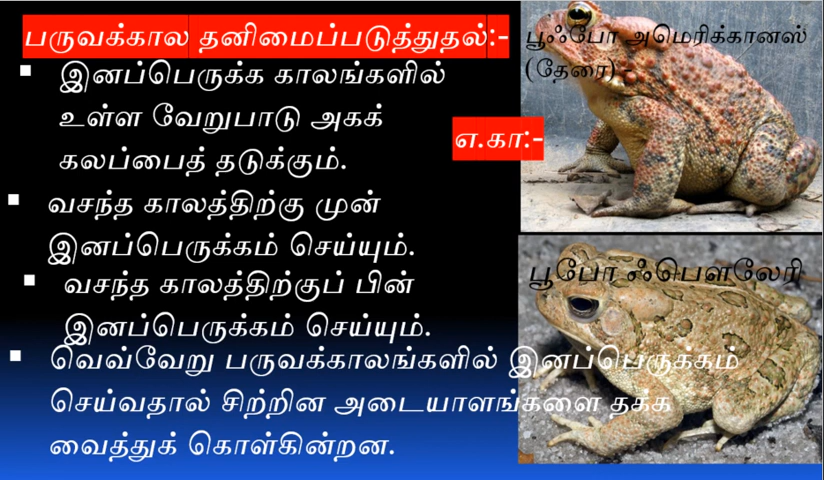 பருவக்கால தனிமைப்படுத்துதல்:-
இனப்பெருக்க காலங்களில்
உள்ள வேறுபாடு அகக்
கலப்பைத் தடுக்கும்.
வசந்த காலத்திற்கு முன்
இனப்பெருக்கம் செய்யும்.
வசந்த காலத்திற்குப் பின்
இனப்பெருக்கம் செய்யும்.
வெவ்வேறு பருவக்காலங்களில் இனப்பெருக்கம்
செய்வதால் சிற்றின அடையாளங்களை தக்க
வைத்துக் கொள்கின்றன.
எ.கா:-
பூஃபோ அமெரிக்கானஸ்
(தேரை)
பூபோ ஃபௌலேரி